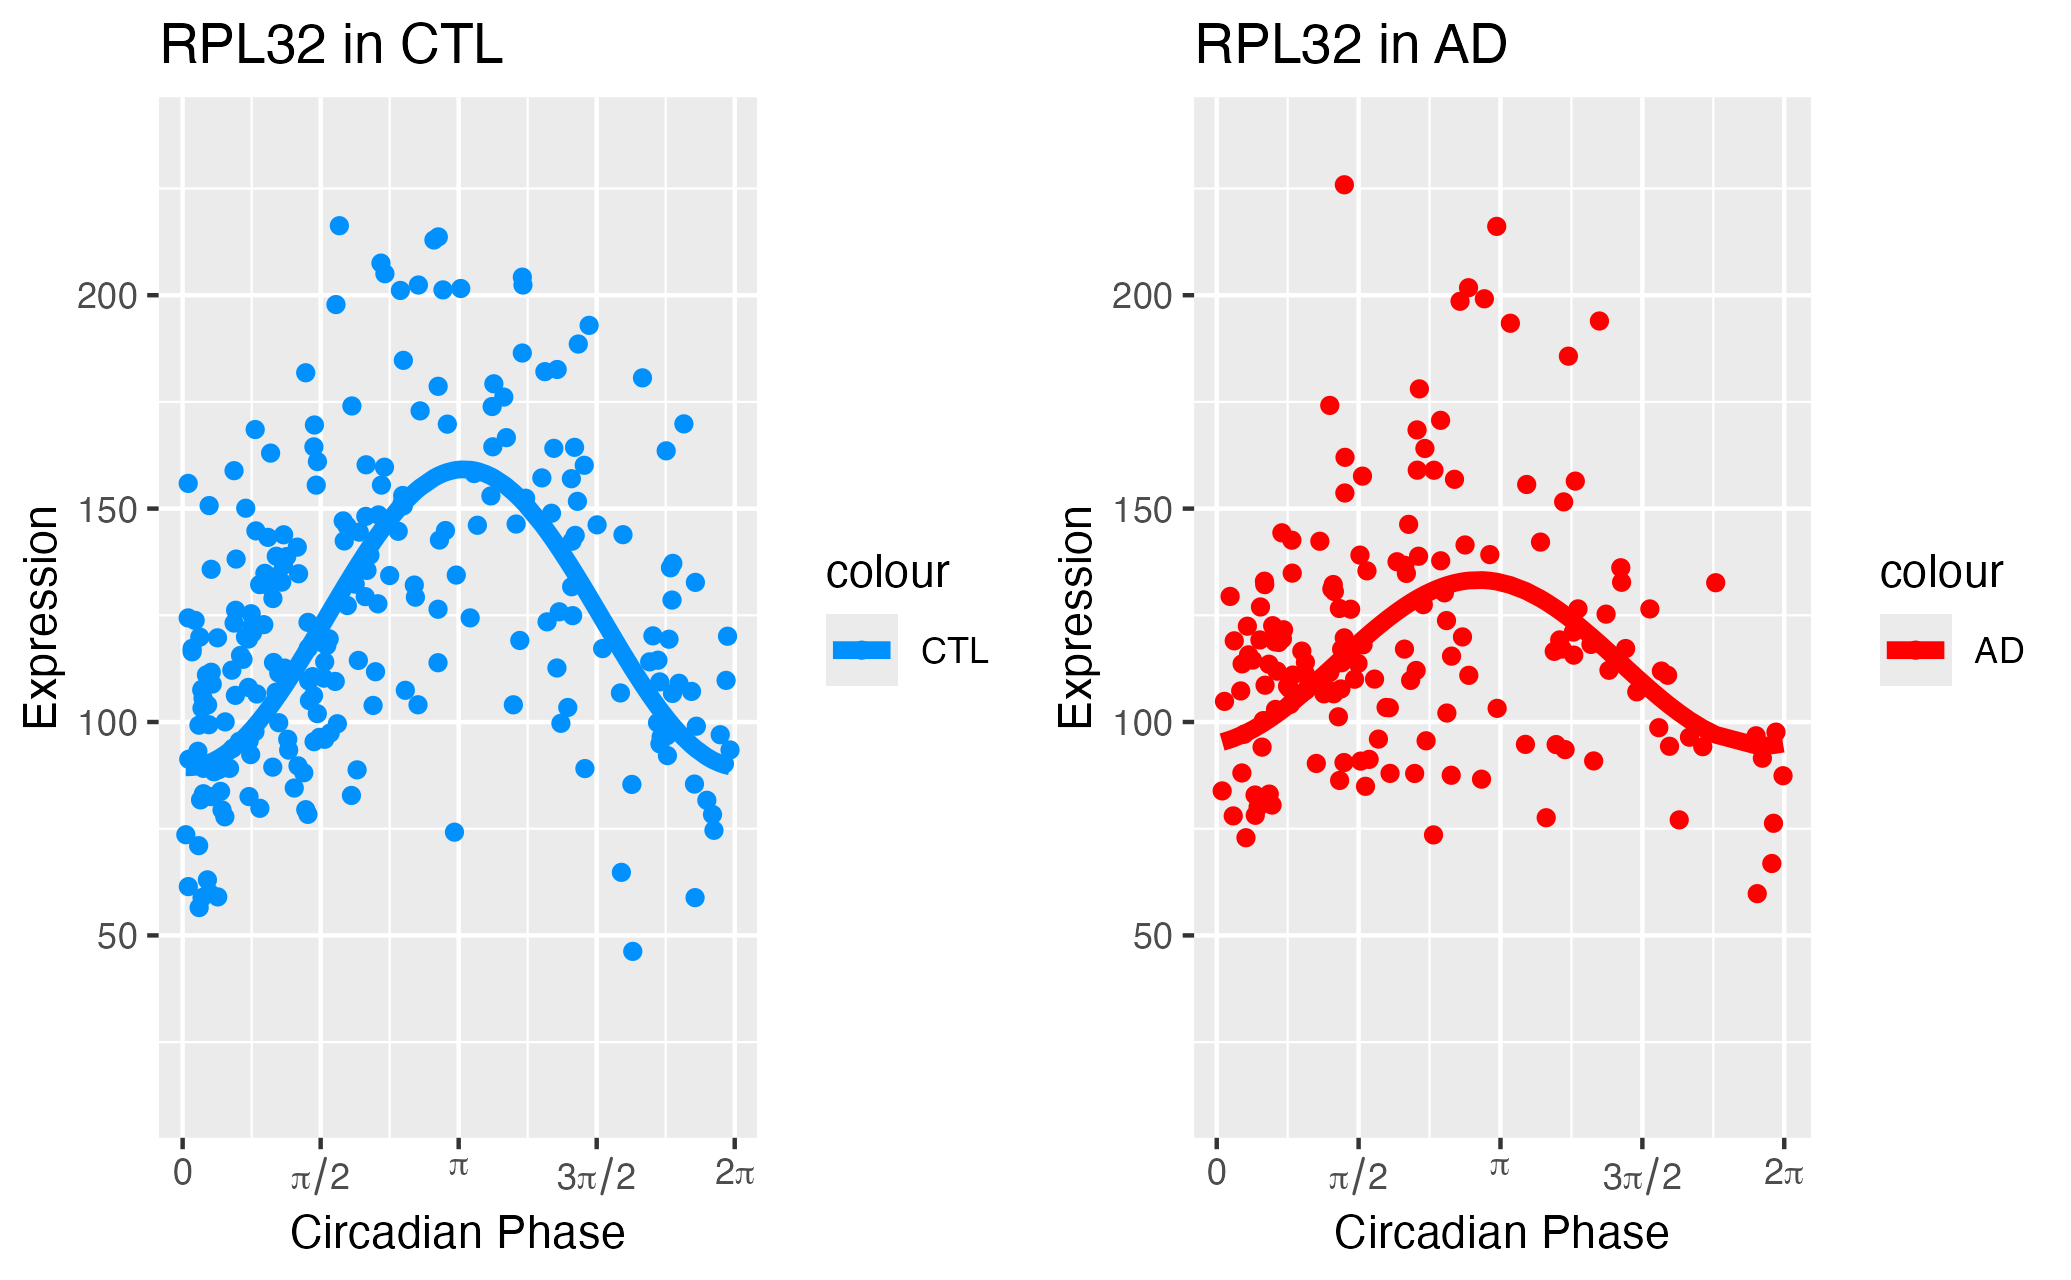 RPL32 in CTL
Expression
200
150
100
50
0 π/2 π 3π/2 2π
Circadian Phase
colour
CTL
RPL32 in AD
Expression
200
150
100
50
0 π/2 π 3π/2 2π
Circadian Phase
colour
AD